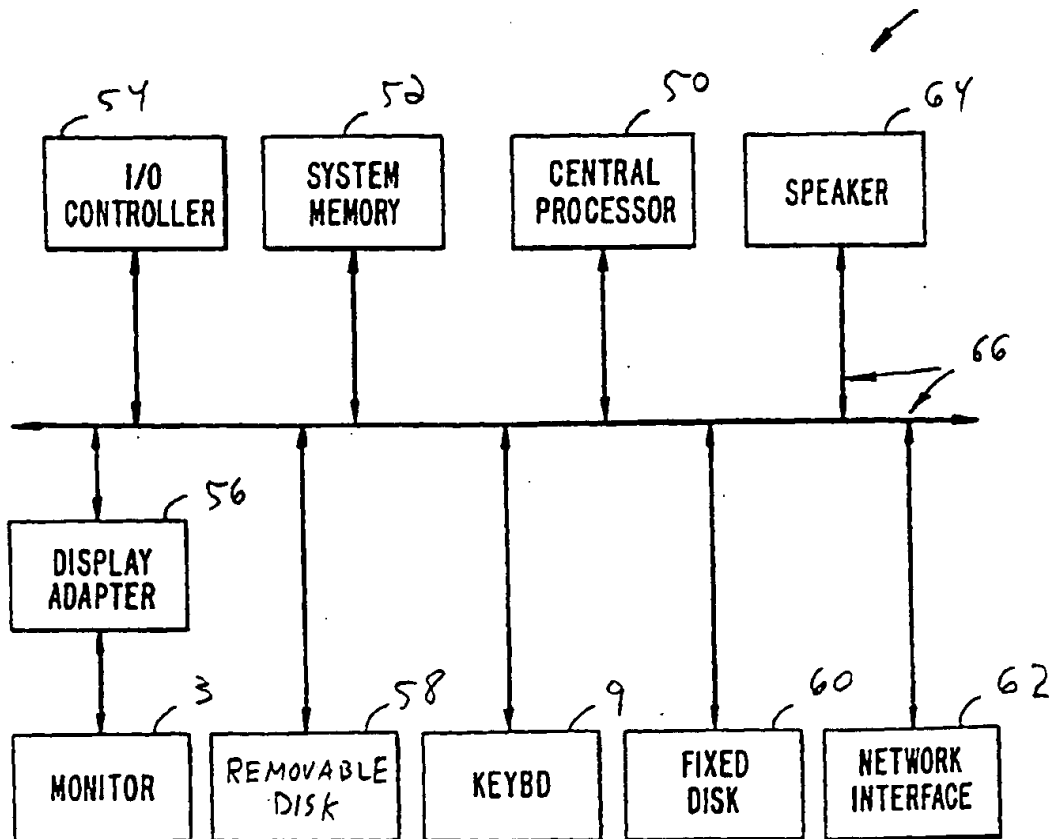 54
52
50
64
I/O
CONTROLLER
SYSTEM
MEMORY
CENTRAL
PROCESSOR
SPEAKER
66
56
DISPLAY
ADAPTER
3
58
9
60
62
MONITOR
REMOVABLE
DISK
KEYBD
FIXED
DISK
NETWORK
INTERFACE